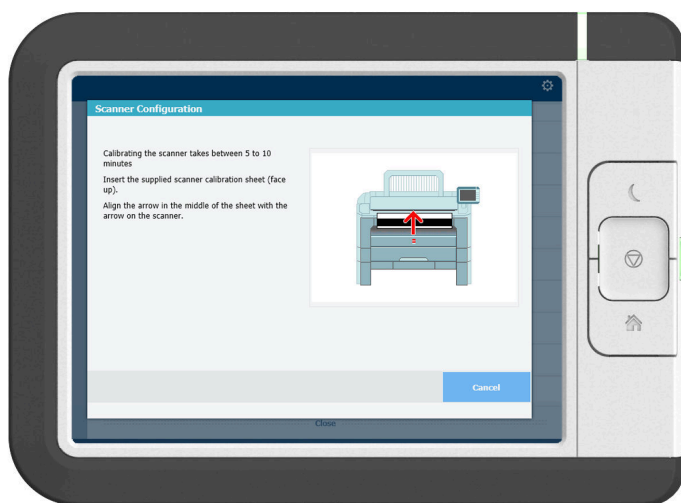 Scanner Configuration
Calibrating the scanner takes between 5 to 10
minutes
Insert the supplied scanner calibration sheet (face
up).
Align the arrow in the middle of the sheet with the
arrow on the scanner.
Cancel
Close